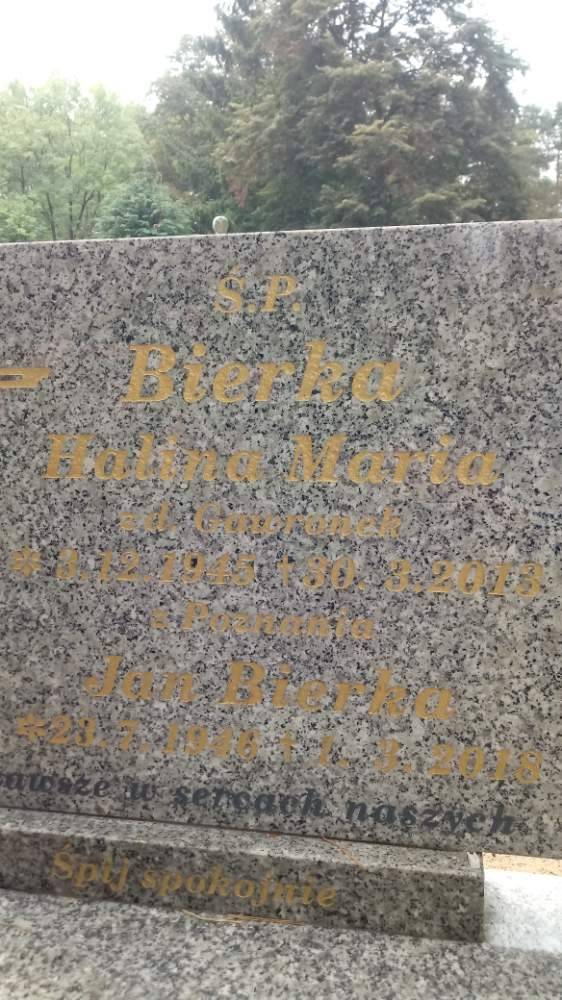 Ś.P.
Bierka
Halina Maria
zd. Gawronek
* 3.12.1945 † 30. 3.2013
z Poznania
Jan Bierka
* 23.7.1946 † 1. 3. 2018
awsze w sercach naszych
Śpij spokojnie